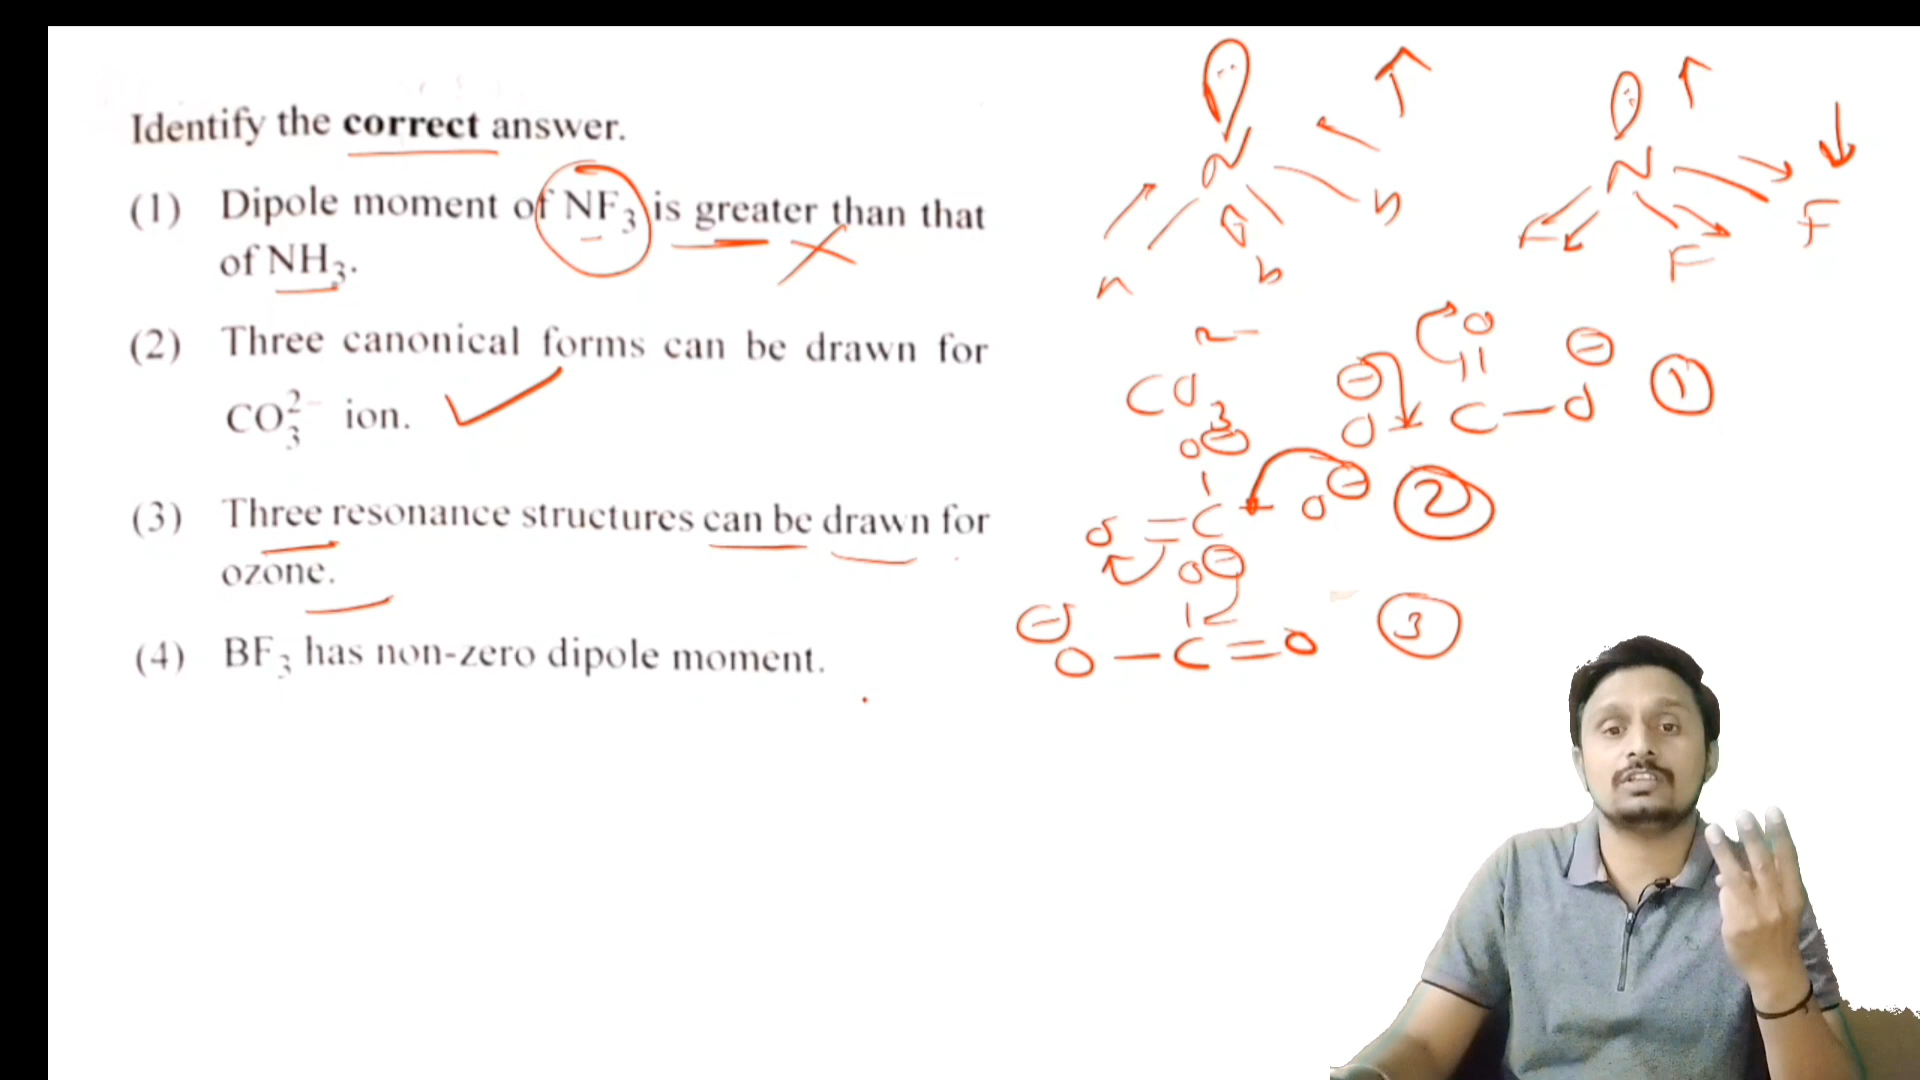 Identify the correct answer.
(1) Dipole moment of NF₃ is greater than that
of NH₃.
(2) Three canonical forms can be drawn for
CO₃²⁻ ion.
(3) Three resonance structures can be drawn for
ozone.
(4) BF₃ has non-zero dipole moment.
N
N
F
F
F
CO₃ 2−
O
⊖ ⊖
O C — O ①
O ⊖
⊖
O = C — O ②
O ⊖
⊖
O — C = O ③